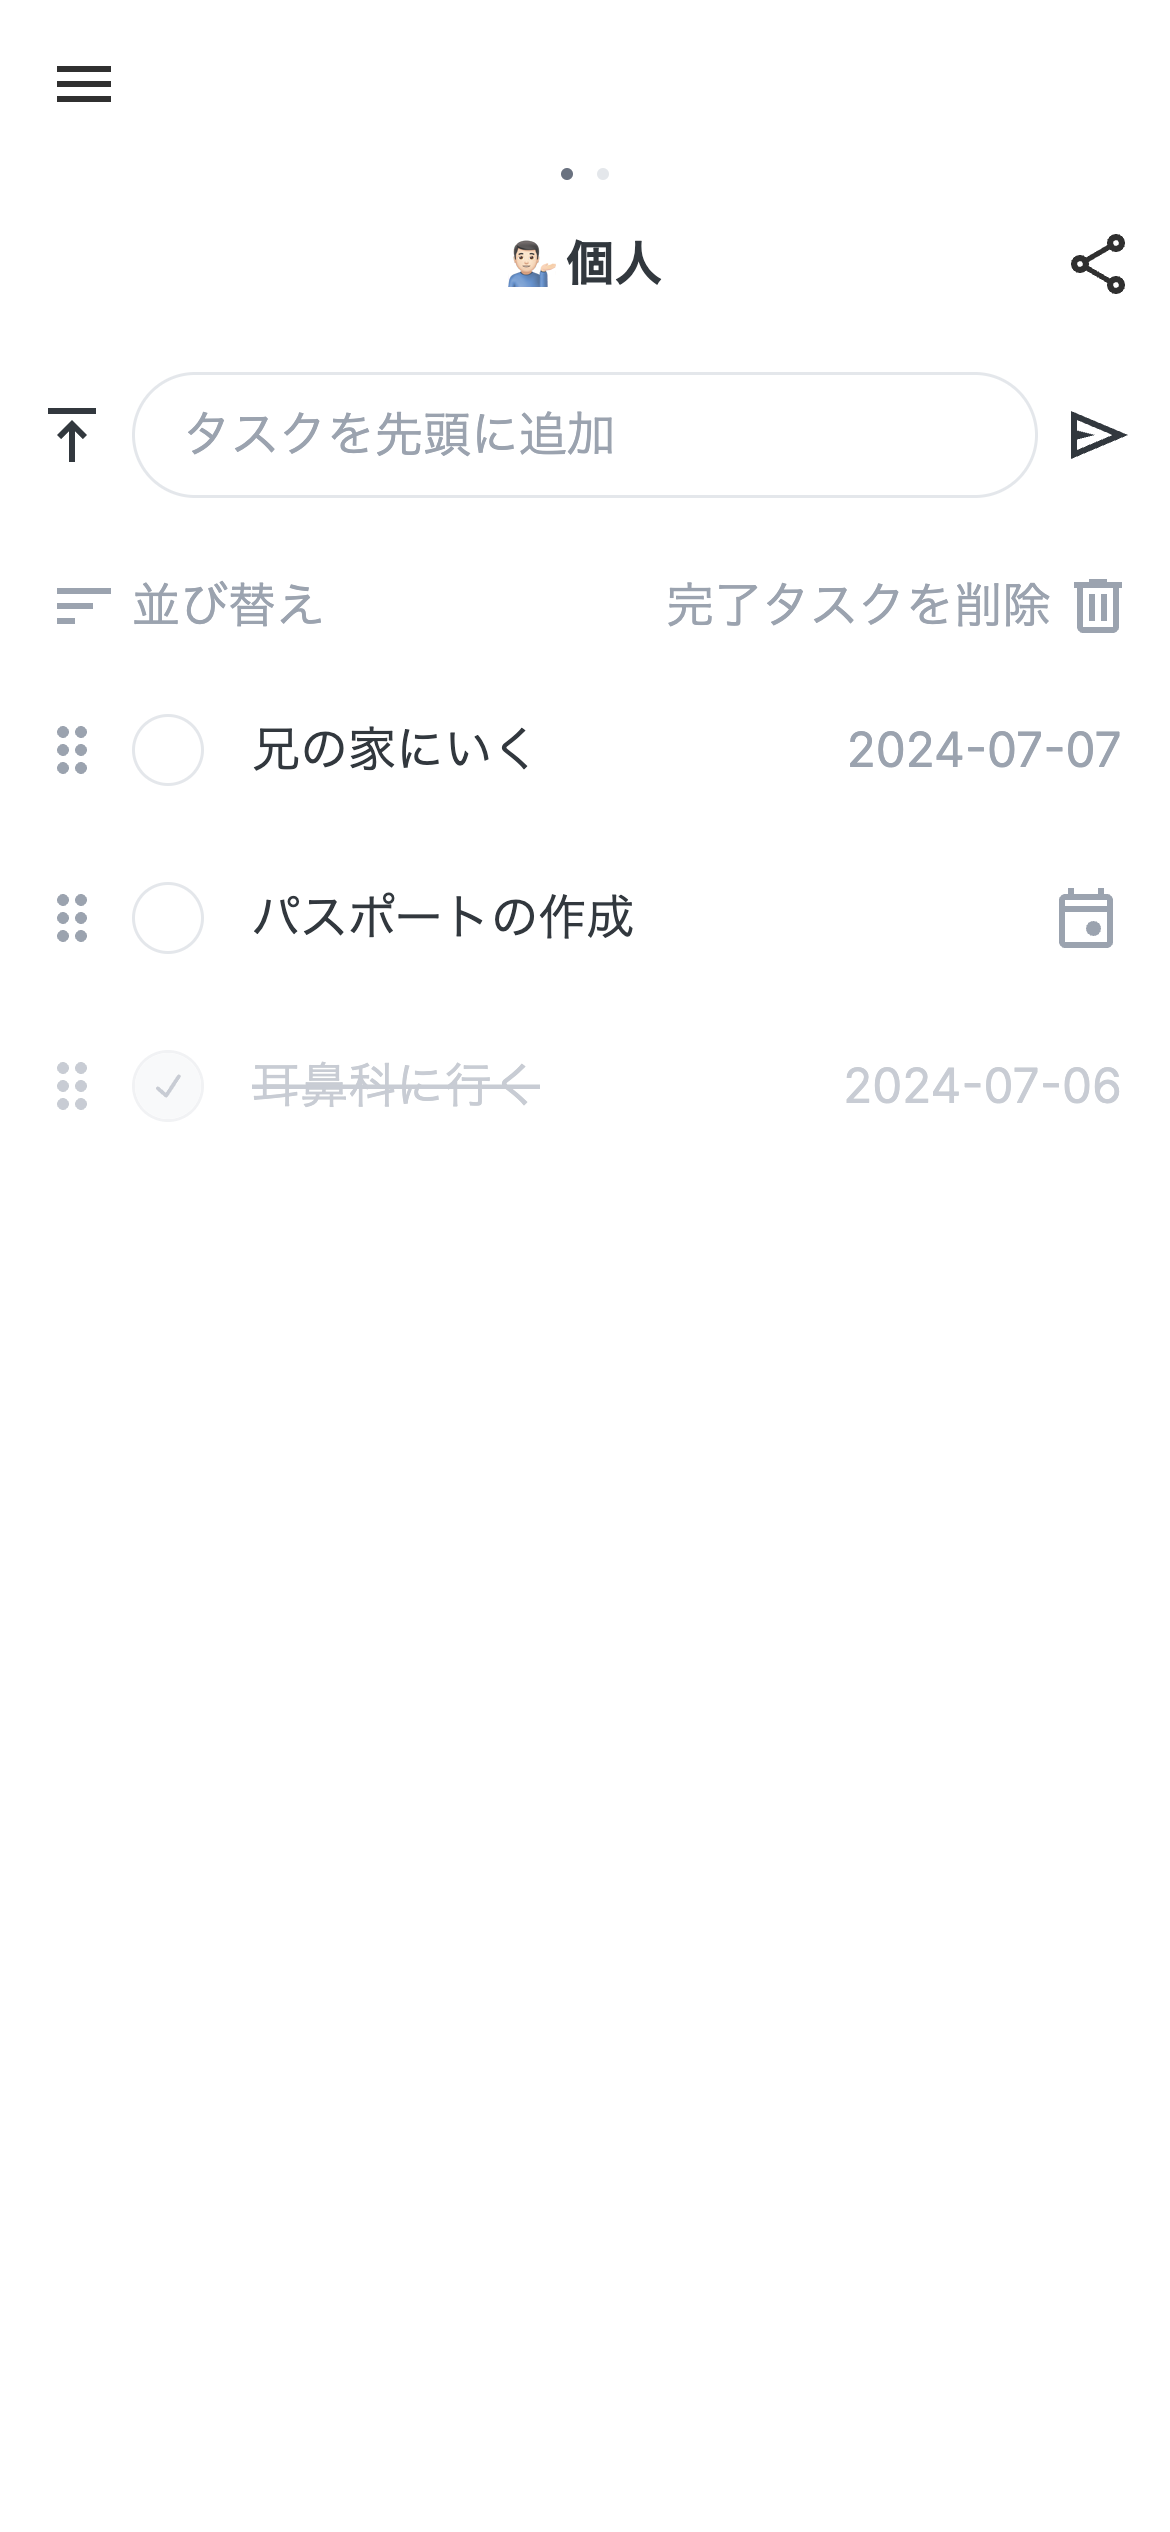 💁🏻‍♂️ 個人
タスクを先頭に追加
並び替え 完了タスクを削除
兄の家にいく 2024-07-07
パスポートの作成
耳鼻科に行く 2024-07-06